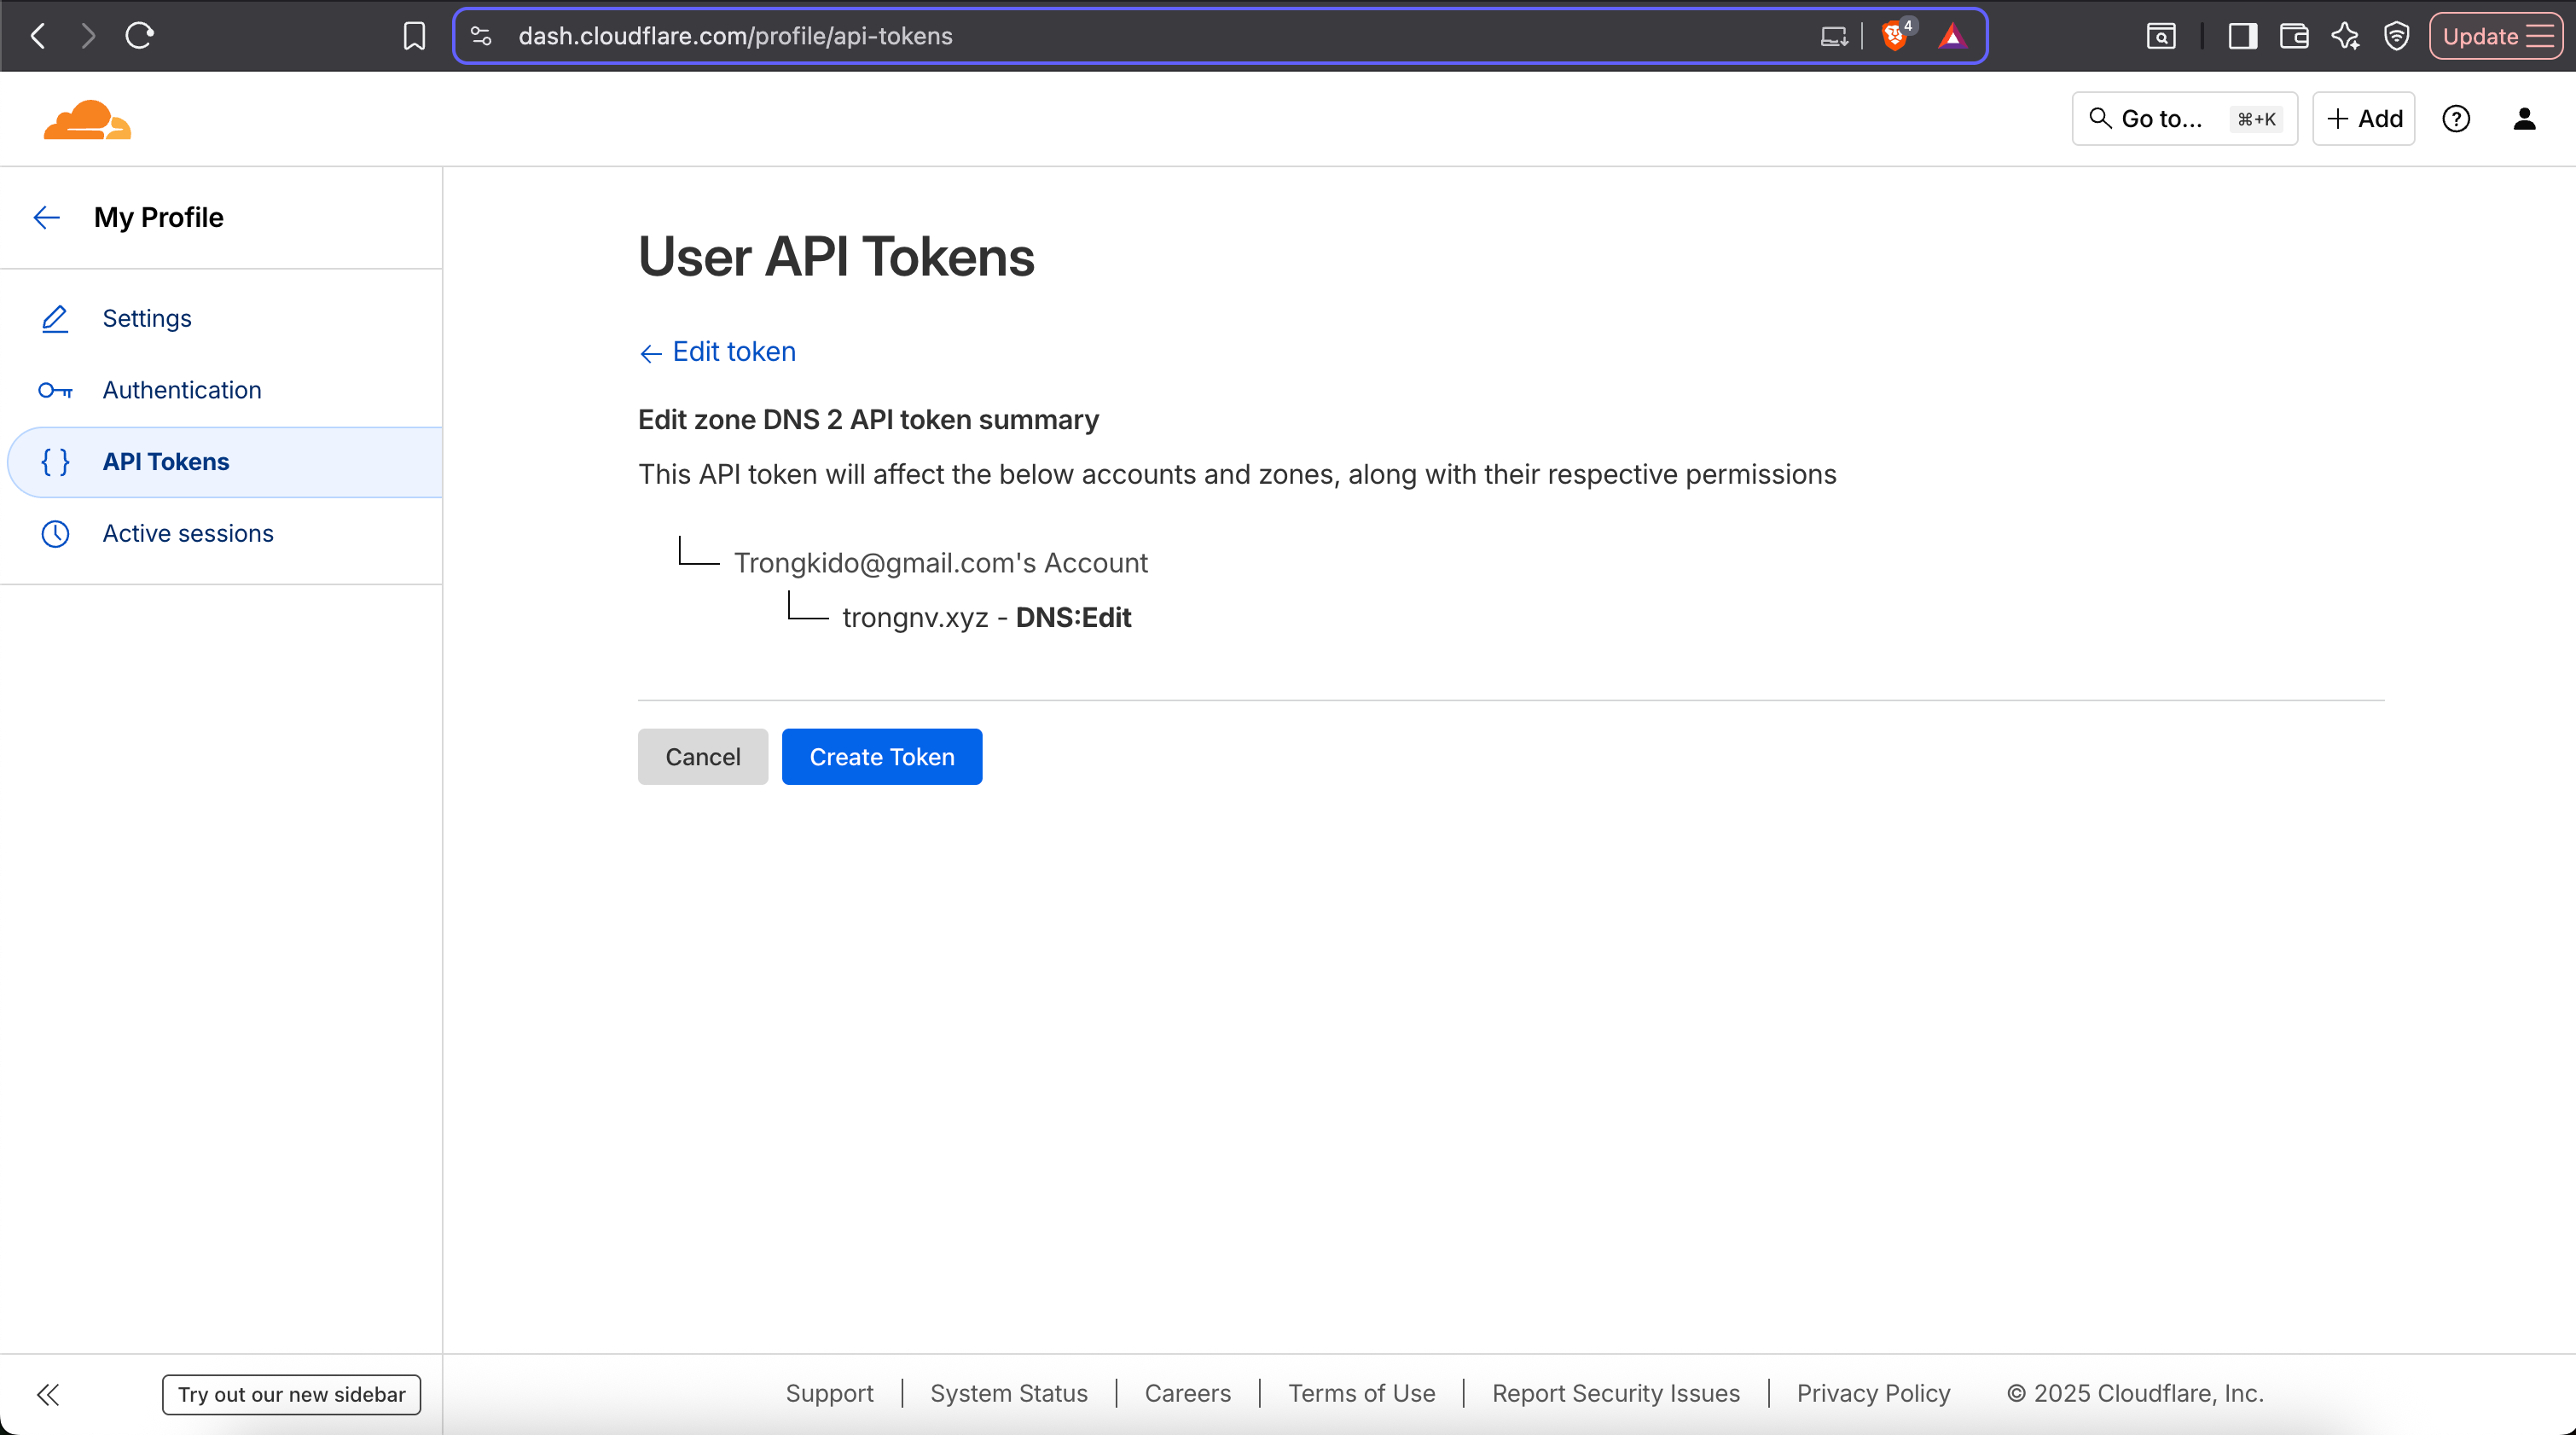 dash.cloudflare.com/profile/api-tokens
4
Update
Go to...
⌘+K
Add
My Profile
Settings
Authentication
API Tokens
Active sessions
User API Tokens
Edit token
Edit zone DNS 2 API token summary
This API token will affect the below accounts and zones, along with their respective permissions
Trongkido@gmail.com's Account
trongnv.xyz - DNS:Edit
Cancel
Create Token
Try out our new sidebar
Support
System Status
Careers
Terms of Use
Report Security Issues
Privacy Policy
© 2025 Cloudflare, Inc.